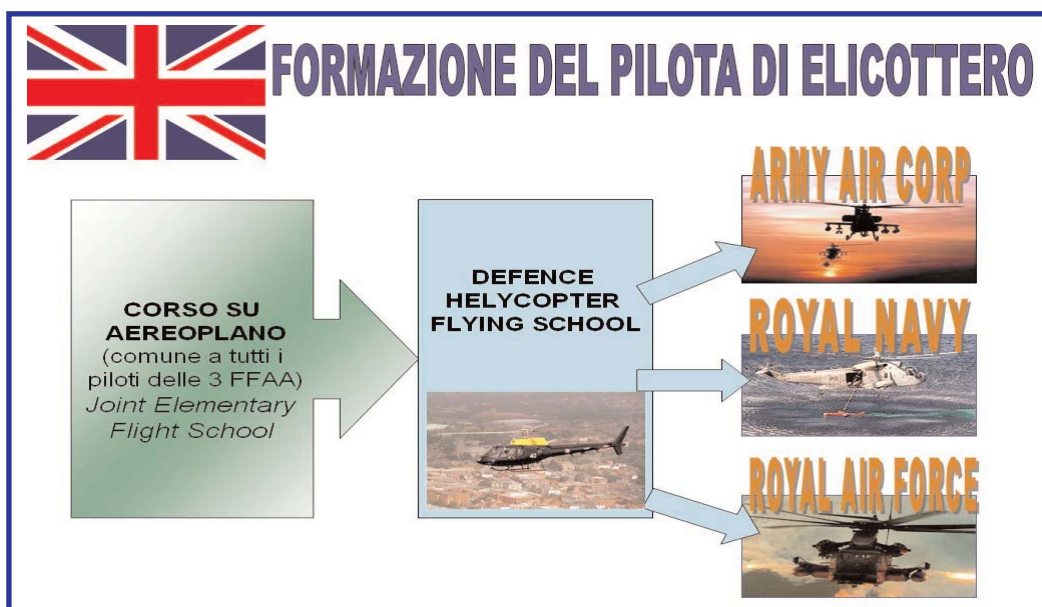 FORMAZIONE DEL PILOTA DI ELICOTTERO
CORSO SU
AEREOPLANO
(comune a tutti i
piloti delle 3 FFAA)
Joint Elementary
Flight School
DEFENCE
HELYCOPTER
FLYING SCHOOL
ARMY AIR CORP
ROYAL NAVY
ROYAL AIR FORCE